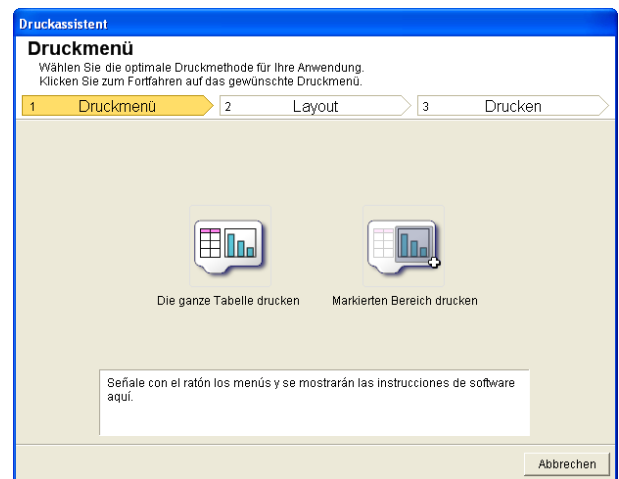 Druckassistent
Druckmenü
Wählen Sie die optimale Druckmethode für Ihre Anwendung.
Klicken Sie zum Fortfahren auf das gewünschte Druckmenü.
1 Druckmenü 2 Layout 3 Drucken
Die ganze Tabelle drucken Markierten Bereich drucken
Señale con el ratón los menús y se mostrarán las instrucciones de software
aquí.
Abbrechen